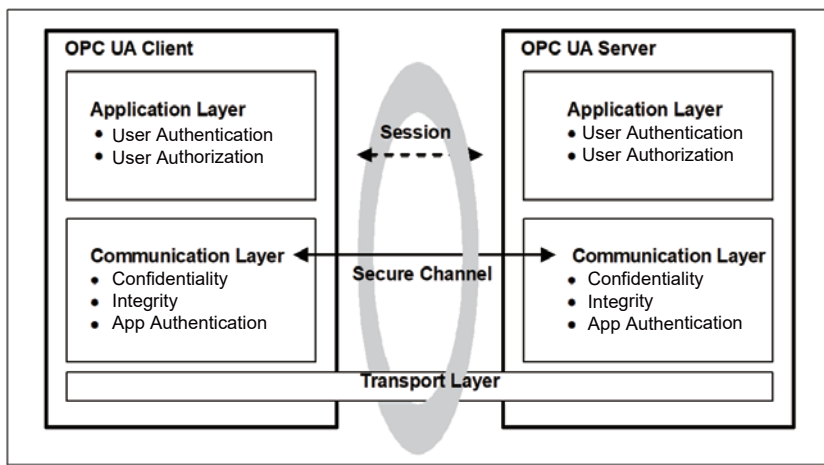 OPC UA Client
Application Layer
• User Authentication
• User Authorization
Communication Layer
• Confidentiality
• Integrity
• App Authentication
Session
Secure Channel
Transport Layer
OPC UA Server
Application Layer
• User Authentication
• User Authorization
Communication Layer
• Confidentiality
• Integrity
• App Authentication